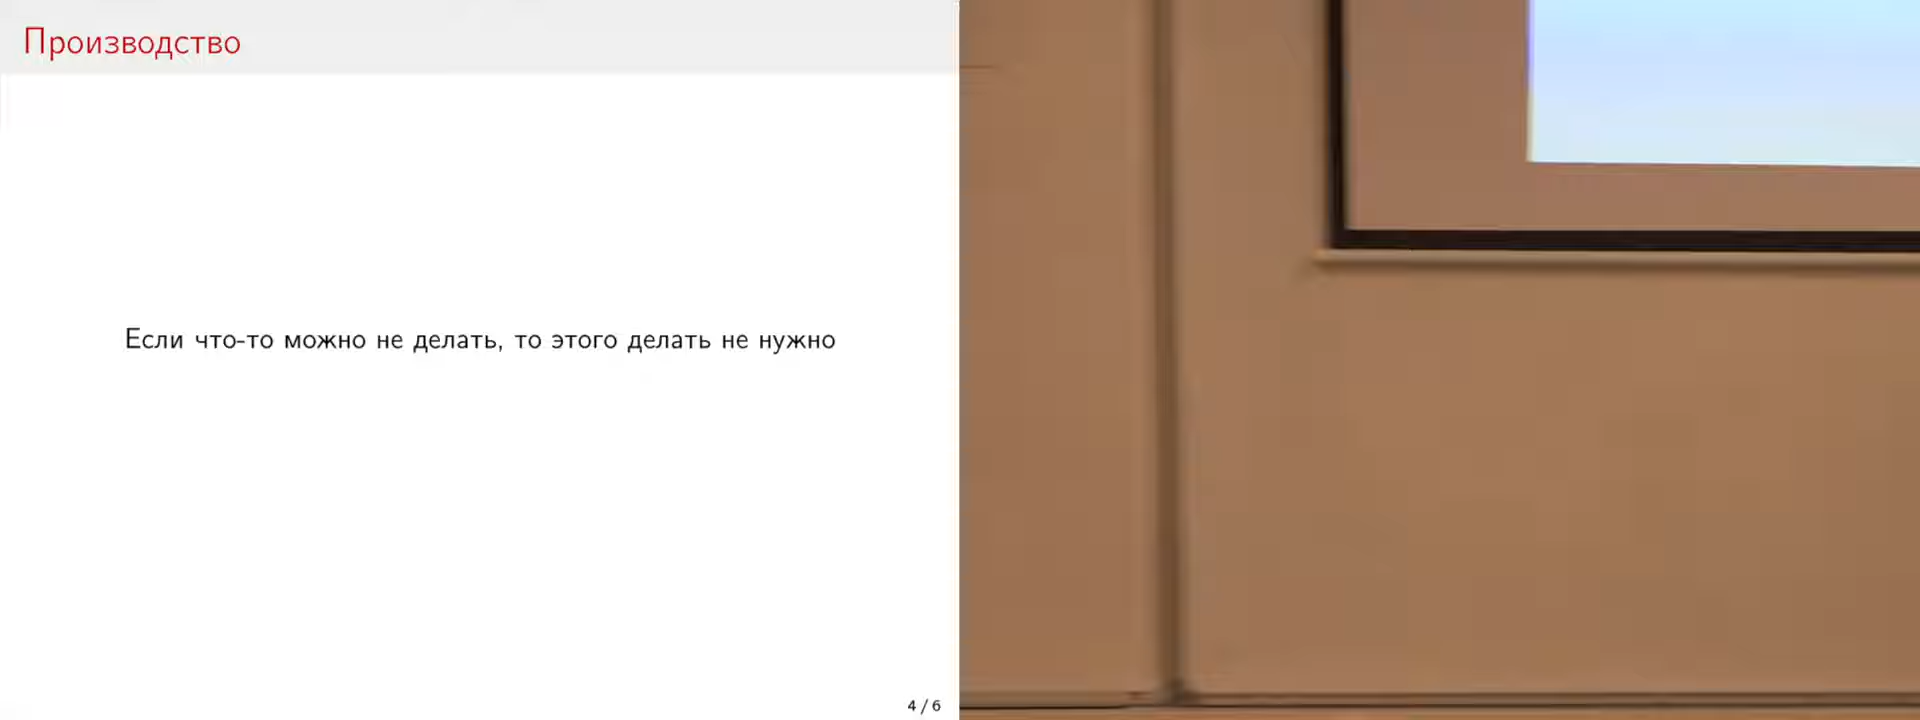 Производство
Если что-то можно не делать, то этого делать не нужно
4 / 6